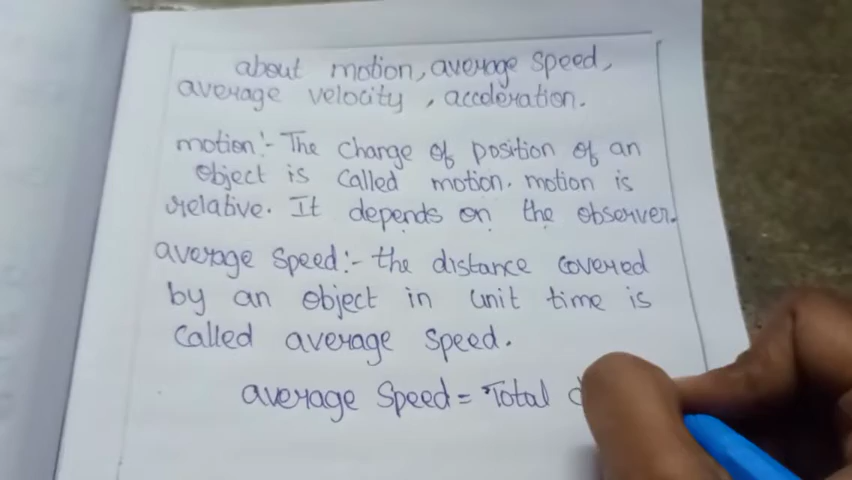 about motion, average speed,
average velocity, acceleration.
motion:- The change of position of an
object is called motion. motion is
relative. It depends on the observer.
average speed:- the distance covered
by an object in unit time is
called average speed.
average speed = Total d